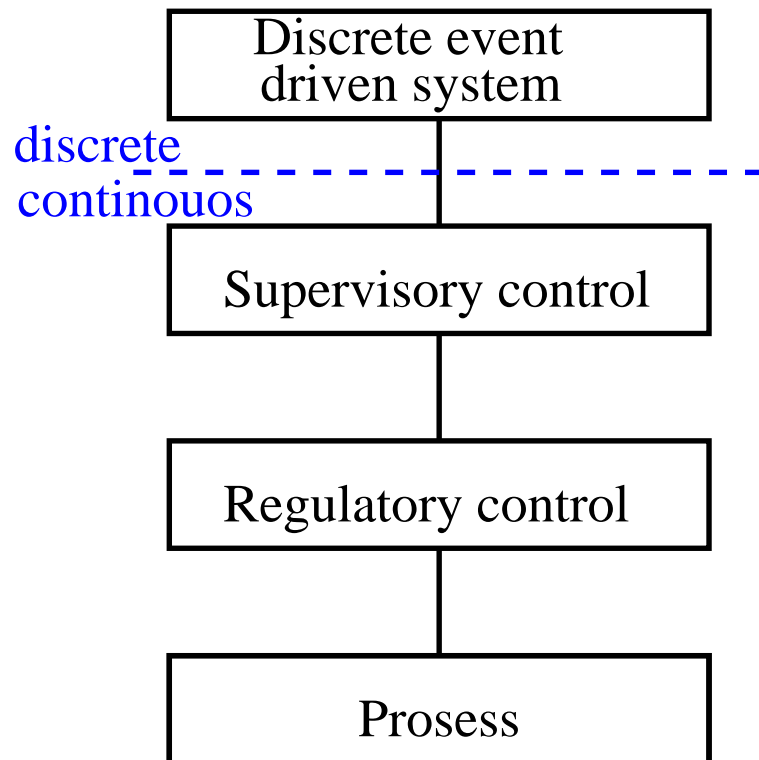 Discrete event
driven system
discrete
continouos
Supervisory control
Regulatory control
Prosess